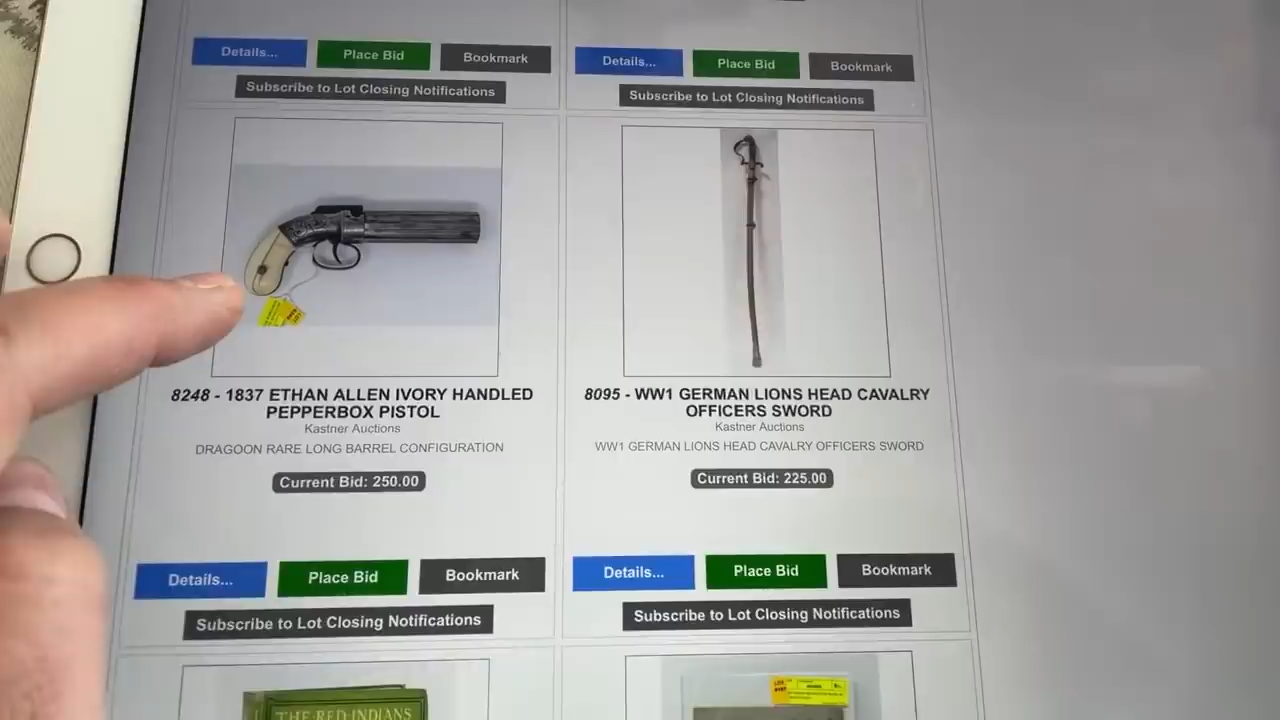 Details...
Place Bid
Bookmark
Subscribe to Lot Closing Notifications
Details...
Place Bid
Bookmark
Subscribe to Lot Closing Notifications
8248 - 1837 ETHAN ALLEN IVORY HANDLED
PEPPERBOX PISTOL
Kastner Auctions
DRAGOON RARE LONG BARREL CONFIGURATION
Current Bid: 250.00
Details...
Place Bid
Bookmark
Subscribe to Lot Closing Notifications
8095 - WW1 GERMAN LIONS HEAD CAVALRY
OFFICERS SWORD
Kastner Auctions
WW1 GERMAN LIONS HEAD CAVALRY OFFICERS SWORD
Current Bid: 225.00
Details...
Place Bid
Bookmark
Subscribe to Lot Closing Notifications
THE RED INDIANS